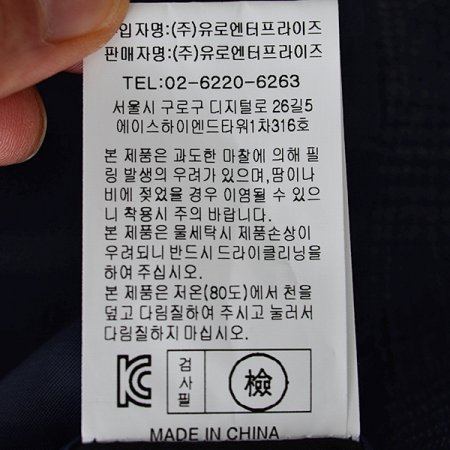 수입자명:(주)유로엔터프라이즈
판매자명:(주)유로엔터프라이즈
TEL:02-6220-6263
서울시 구로구 디지털로 26길5
에이스하이엔드타워1차316호
본 제품은 과도한 마찰에 의해 필
링 발생의 우려가 있으며,땀이나
비에 젖었을 경우 이염될 수 있으
니 착용시 주의 바랍니다.
본 제품은 물세탁시 제품손상이
우려되니 반드시드라이클리닝을
하여 주십시오.
본 제품은 저온(80도)에서 천을
덮고 다림질하여 주시고 눌러서
다림질하지 마십시오.
KC
검사필
檢
MADE IN CHINA